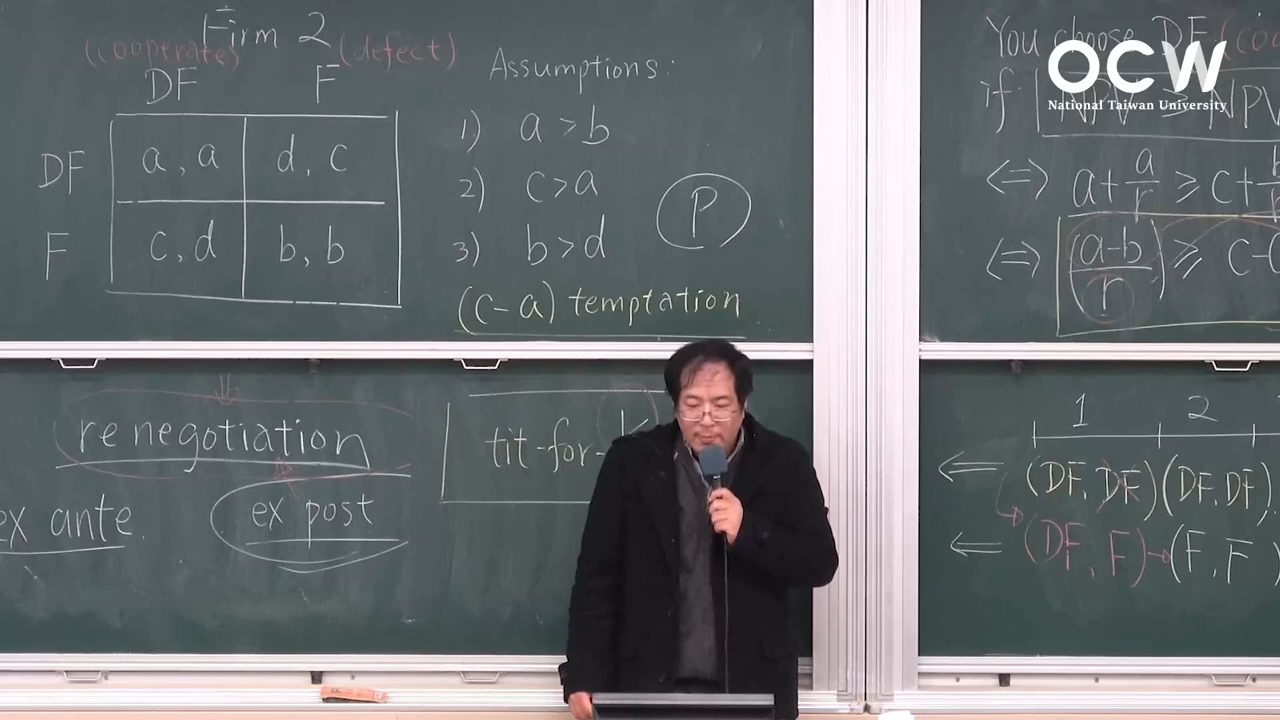 Firm 2
(cooperate) (defect)
DF F
DF a, a d, c
F c, d b, b
Assumptions:
1) a > b
2) c > a
3) b > d
P
(c-a) temptation
renegotiation
ex ante.
ex post
tit-for-
You choose DF
if NPV ≥ NPV
⇔ a + a/r ≥ c +
⇔ (a-b)/r ≥ c-
1 2
⇐ (DF, DF) (DF, DF)
⇐ (DF, F) → (F, F)
OCW
National Taiwan University